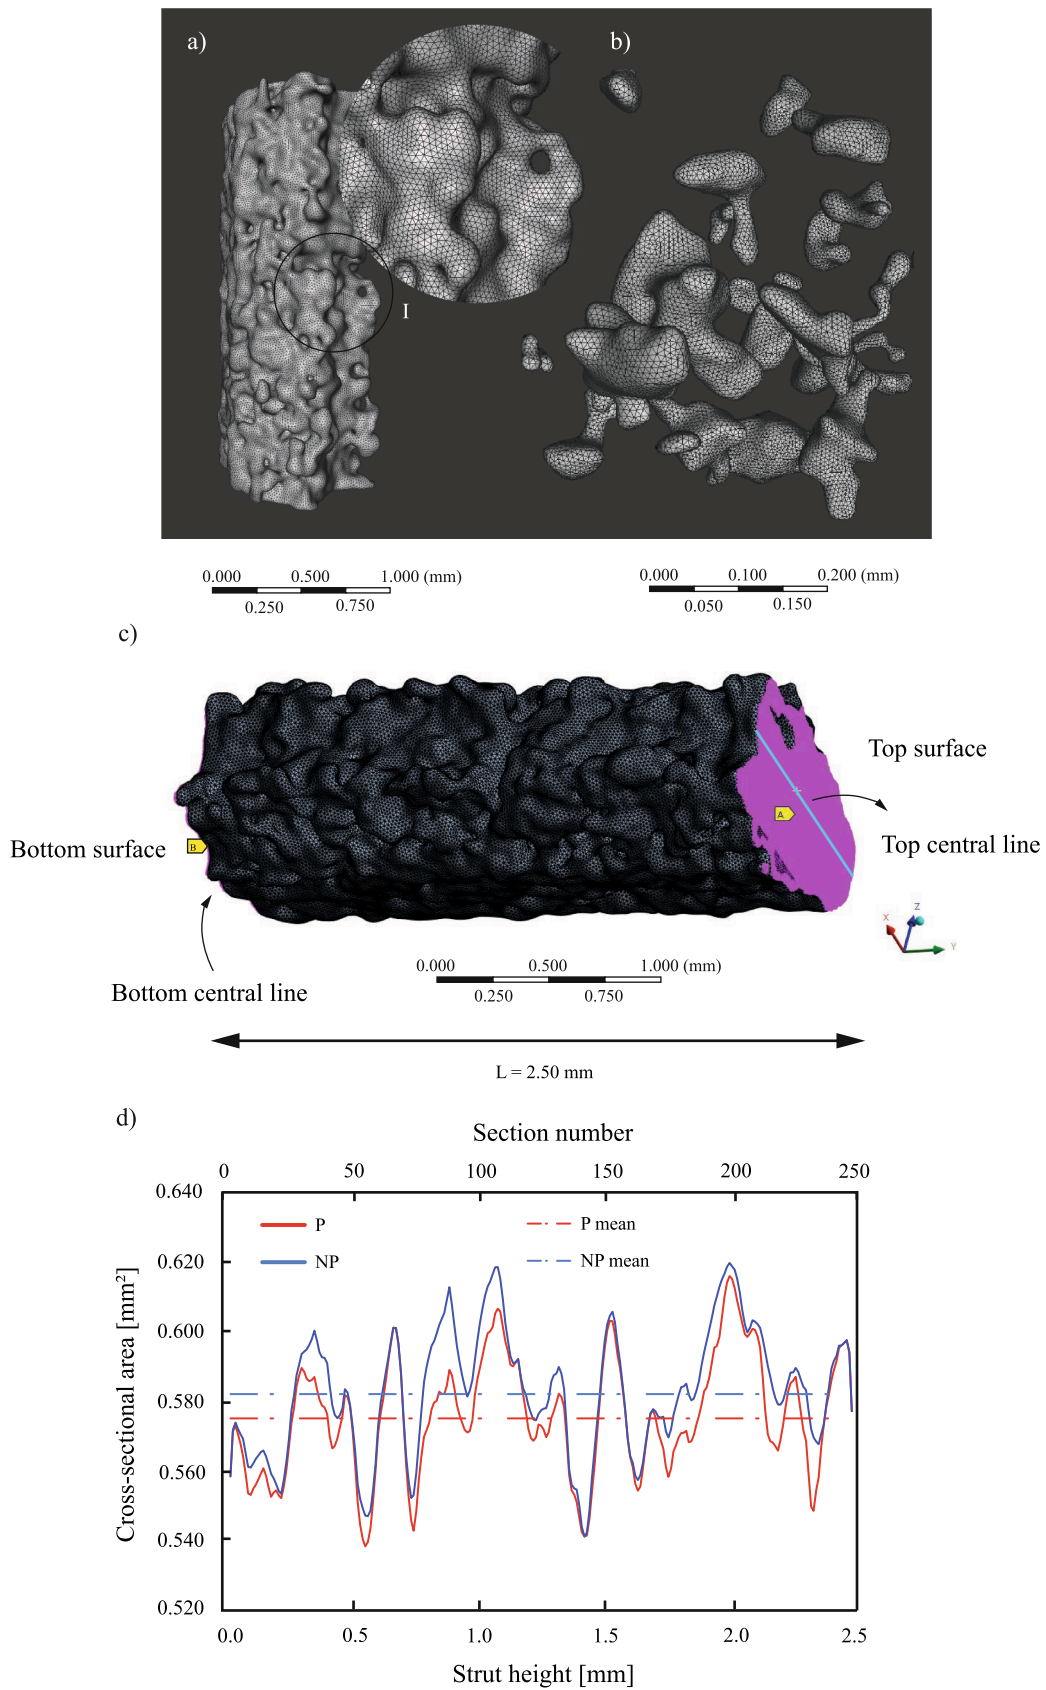 a)
b)
I
0.000 0.500 1.000 (mm)
0.250 0.750
0.000 0.100 0.200 (mm)
0.050 0.150
c)
Top surface
A
Bottom surface
B
Top central line
X
Z
Y
0.000 0.500 1.000 (mm)
0.250 0.750
Bottom central line
L = 2.50 mm
d)
Section number
0 50 100 150 200 250
0.640
0.620
0.600
0.580
0.560
0.540
0.520
Cross-sectional area [mm²]
P
NP
P mean
NP mean
0.0 0.5 1.0 1.5 2.0 2.5
Strut height [mm]